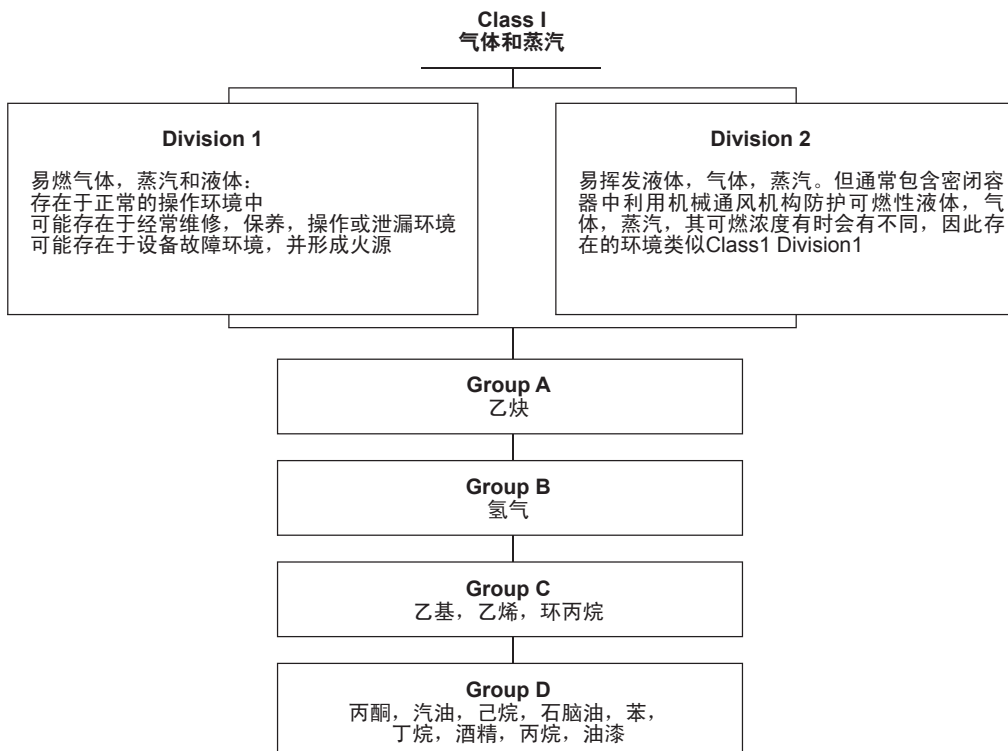 Class I
气体和蒸汽
Division 1
易燃气体，蒸汽和液体：
存在于正常的操作环境中
可能存在于经常维修，保养，操作或泄漏环境
可能存在于设备故障环境，并形成火源
Division 2
易挥发液体，气体，蒸汽。但通常包含密闭容
器中利用机械通风机构防护可燃性液体，气
体，蒸汽，其可燃浓度有时会有不同，因此存
在的环境类似Class1 Division1
Group A
乙炔
Group B
氢气
Group C
乙基，乙烯，环丙烷
Group D
丙酮，汽油，己烷，石脑油，苯，
丁烷，酒精，丙烷，油漆